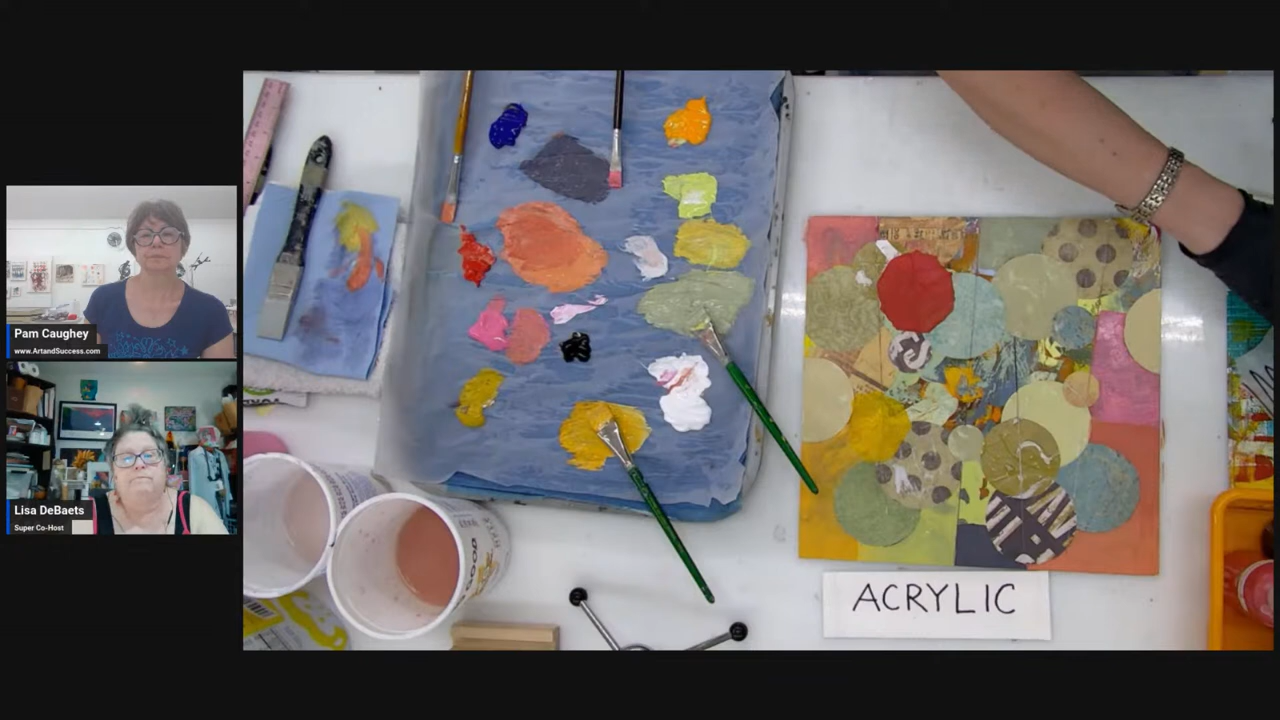 Pam Caughey
www.ArtandSuccess.com
Lisa DeBaets
Super Co-Host
ACRYLIC